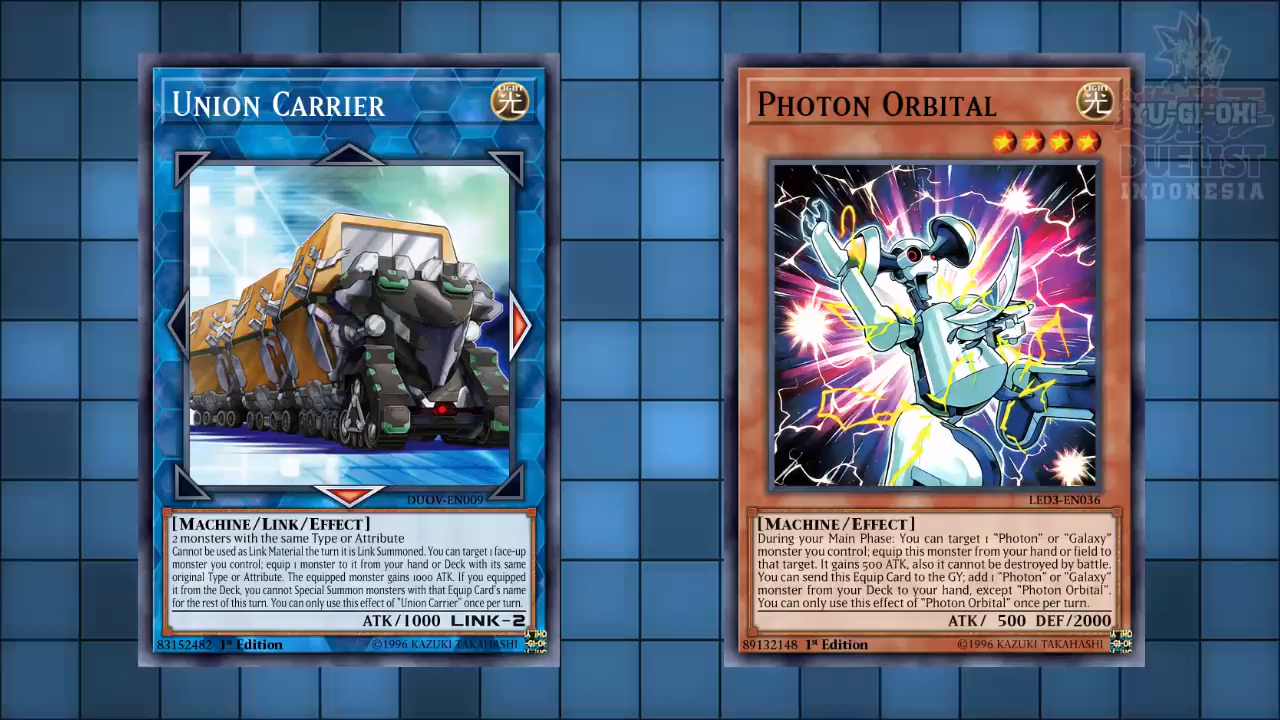 UNION CARRIER
LIGHT
光
DUOV-EN009
[MACHINE/LINK/EFFECT]
2 monsters with the same Type or Attribute
Cannot be used as Link Material the turn it is Link Summoned. You can target 1 face-up
monster you control; equip 1 monster to it from your hand or Deck with its same
original Type or Attribute. The equipped monster gains 1000 ATK. If you equipped
it from the Deck, you cannot Special Summon monsters with that Equip Card's name
for the rest of this turn. You can only use this effect of "Union Carrier" once per turn.
ATK/1000 LINK-2
83152482 1st Edition ©1996 KAZUKI TAKAHASHI
PHOTON ORBITAL
LIGHT
光
LED3-EN036
[MACHINE/EFFECT]
During your Main Phase: You can target 1 "Photon" or "Galaxy"
monster you control; equip this monster from your hand or field to
that target. It gains 500 ATK, also it cannot be destroyed by battle.
You can send this Equip Card to the GY; add 1 "Photon" or "Galaxy"
monster from your Deck to your hand, except "Photon Orbital".
You can only use this effect of "Photon Orbital" once per turn.
ATK/ 500 DEF/2000
89132148 1st Edition ©1996 KAZUKI TAKAHASHI
YU-GI-OH!
DUELIST
INDONESIA